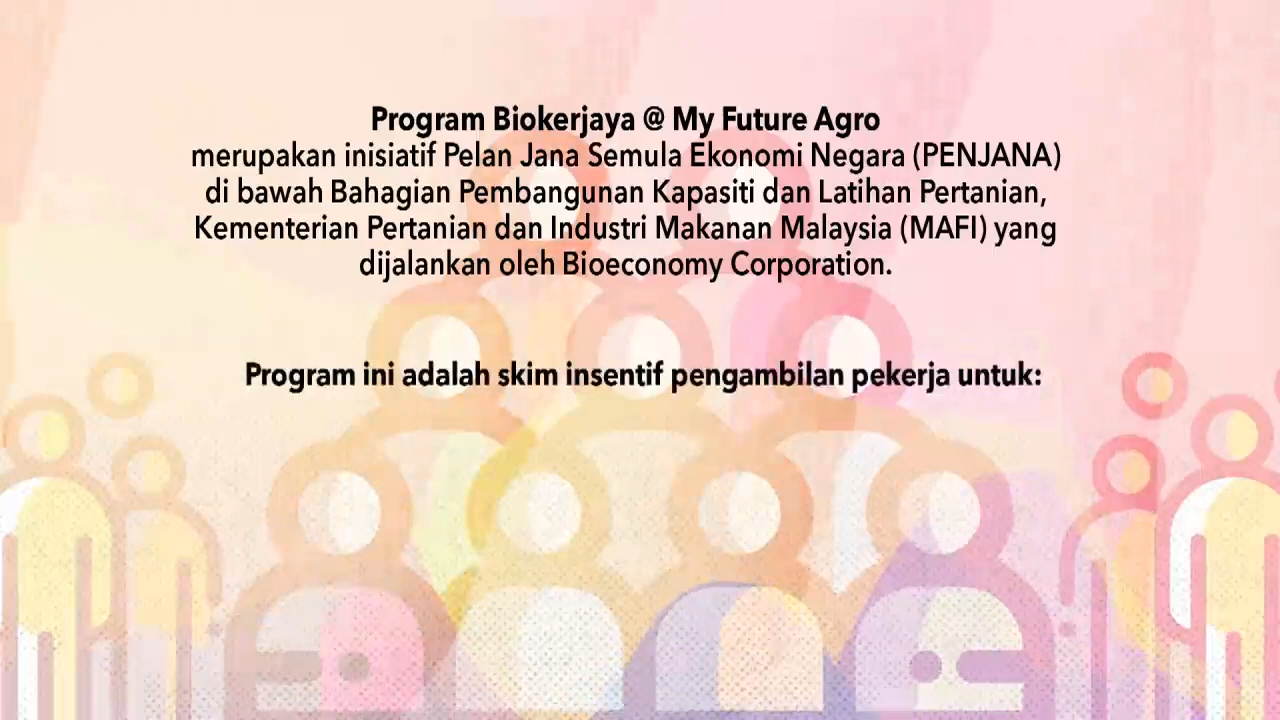 Program Biokerjaya @ My Future Agro
merupakan inisiatif Pelan Jana Semula Ekonomi Negara (PENJANA)
di bawah Bahagian Pembangunan Kapasiti dan Latihan Pertanian,
Kementerian Pertanian dan Industri Makanan Malaysia (MAFI) yang
dijalankan oleh Bioeconomy Corporation.
Program ini adalah skim insentif pengambilan pekerja untuk: